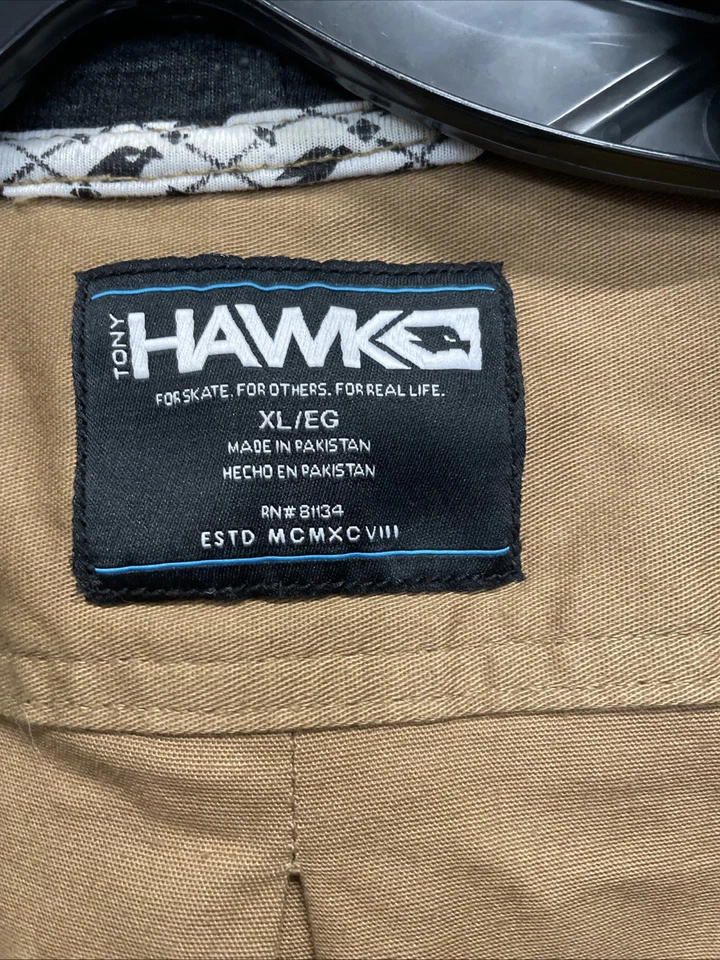 TONY HAWK
FOR SKATE. FOR OTHERS. FOR REAL LIFE.
XL/EG
MADE IN PAKISTAN
HECHO EN PAKISTAN
RN# 81134
ESTD MCMXCVIII